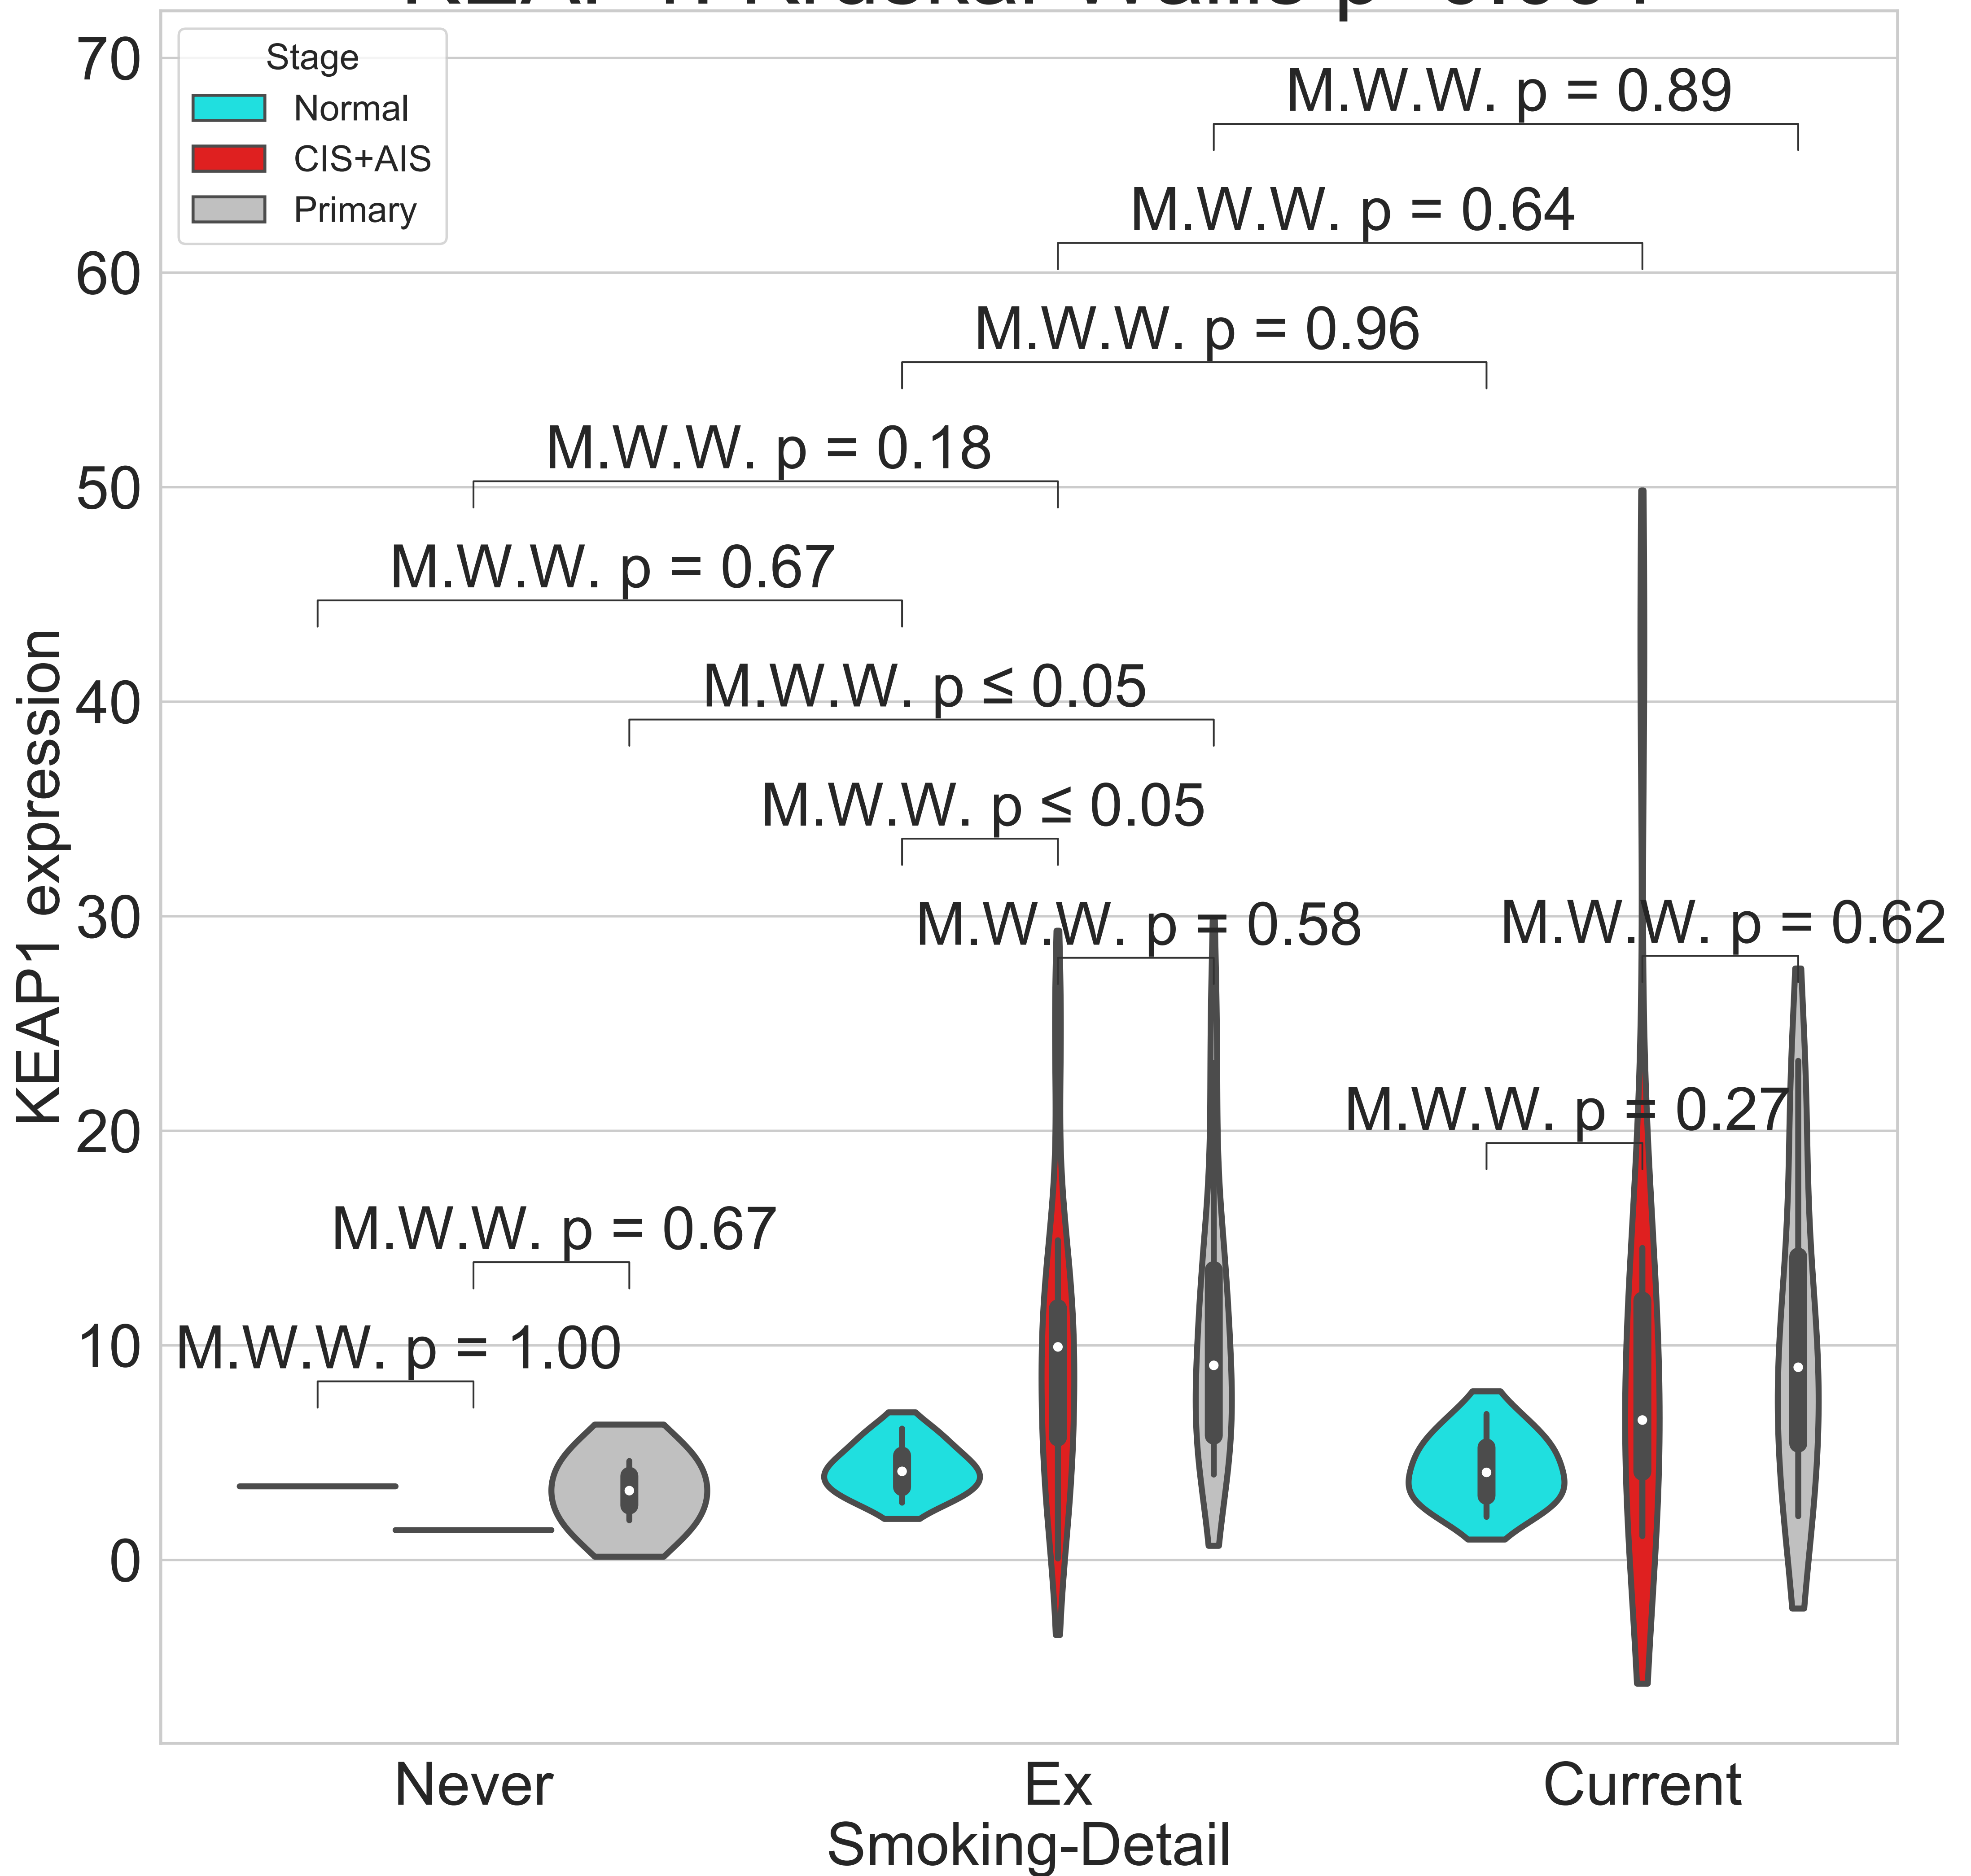 Stage
Normal
CIS+AIS
Primary
M.W.W. p = 0.89
M.W.W. p = 0.64
M.W.W. p = 0.96
M.W.W. p = 0.18
M.W.W. p = 0.67
M.W.W. p ≤ 0.05
M.W.W. p ≤ 0.05
M.W.W. p = 0.58
M.W.W. p = 0.62
M.W.W. p = 0.27
M.W.W. p = 0.67
M.W.W. p = 1.00
70
60
50
40
30
20
10
0
KEAP1 expression
Never
Ex
Current
Smoking-Detail